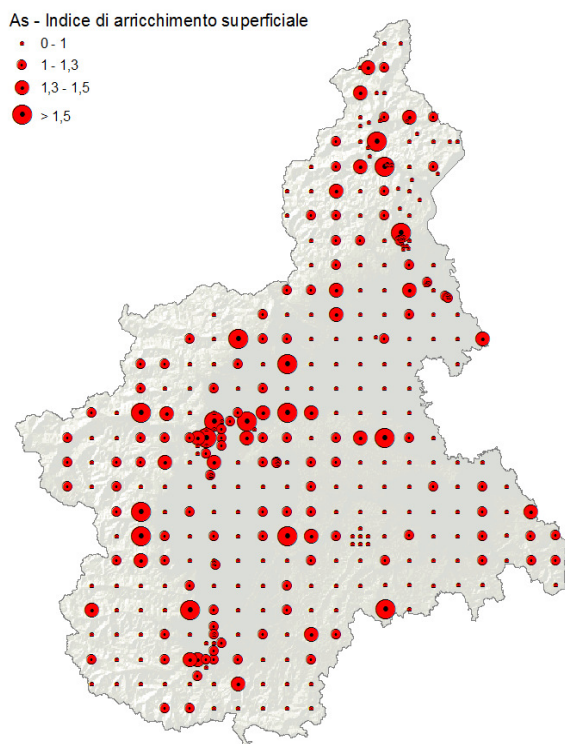 As - Indice di arricchimento superficiale
0 - 1
1 - 1,3
1,3 - 1,5
> 1,5